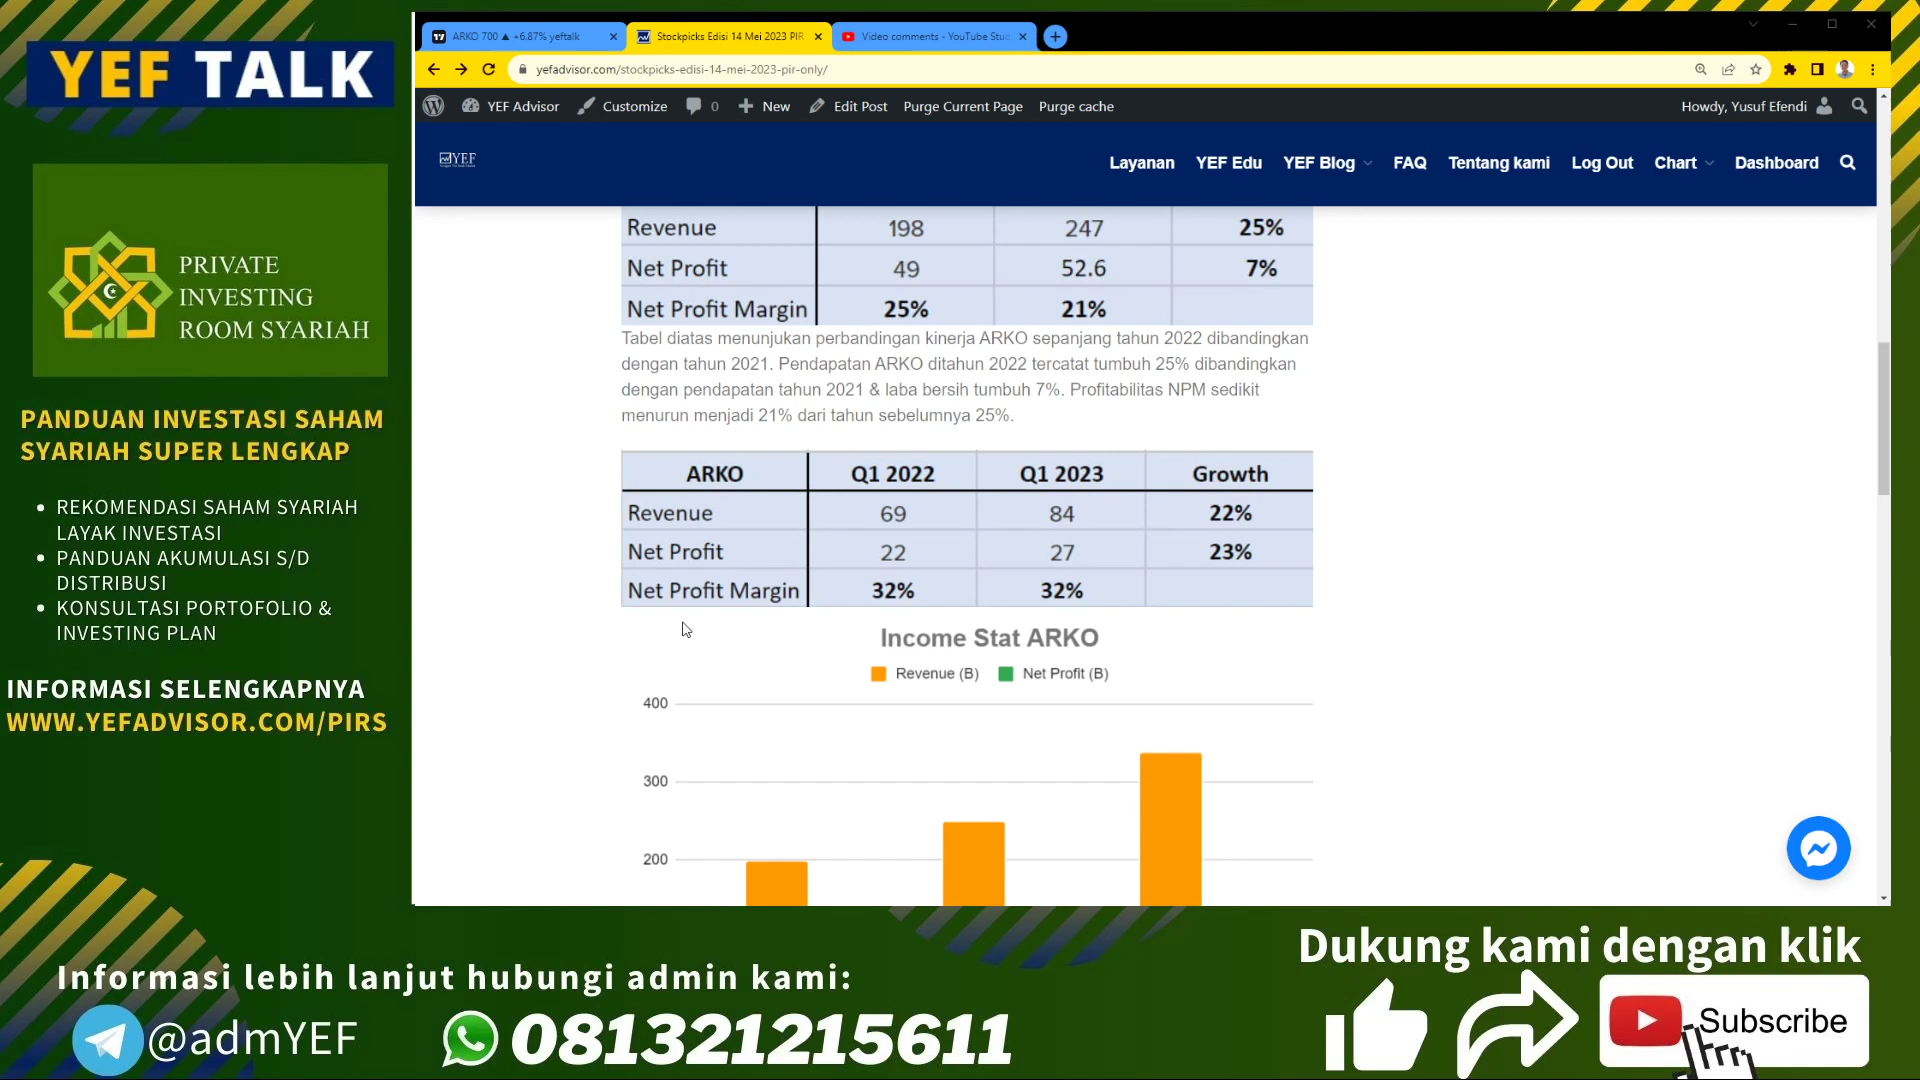 YEF TALK
PRIVATE
INVESTING
ROOM SYARIAH
PANDUAN INVESTASI SAHAM
SYARIAH SUPER LENGKAP
REKOMENDASI SAHAM SYARIAH
LAYAK INVESTASI
PANDUAN AKUMULASI S/D
DISTRIBUSI
KONSULTASI PORTOFOLIO &
INVESTING PLAN
INFORMASI SELENGKAPNYA
WWW.YEFADVISOR.COM/PIRS
ARKO 700 ▲ +6.87% yeftalk
Stockpicks Edisi 14 Mei 2023 PIR
Video comments - YouTube Stud
yefadvisor.com/stockpicks-edisi-14-mei-2023-pir-only/
YEF Advisor Customize 0 New Edit Post Purge Current Page Purge cache Howdy, Yusuf Efendi
YEF
Layanan YEF Edu YEF Blog FAQ Tentang kami Log Out Chart Dashboard
Revenue 198 247 25%
Net Profit 49 52.6 7%
Net Profit Margin 25% 21%
Tabel diatas menunjukan perbandingan kinerja ARKO sepanjang tahun 2022 dibandingkan
dengan tahun 2021. Pendapatan ARKO ditahun 2022 tercatat tumbuh 25% dibandingkan
dengan pendapatan tahun 2021 & laba bersih tumbuh 7%. Profitabilitas NPM sedikit
menurun menjadi 21% dari tahun sebelumnya 25%.
ARKO Q1 2022 Q1 2023 Growth
Revenue 69 84 22%
Net Profit 22 27 23%
Net Profit Margin 32% 32%
Income Stat ARKO
Revenue (B) Net Profit (B)
400
300
200
Informasi lebih lanjut hubungi admin kami:
@admYEF 081321215611
Dukung kami dengan klik
Subscribe